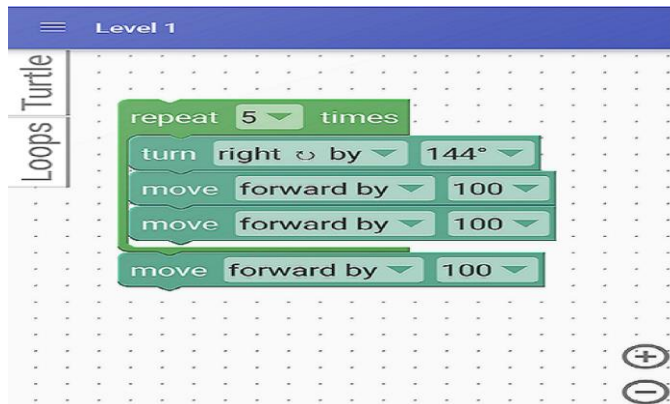 Level 1
Turtle
Loops
repeat 5 times
turn right ↻ by 144°
move forward by 100
move forward by 100
move forward by 100